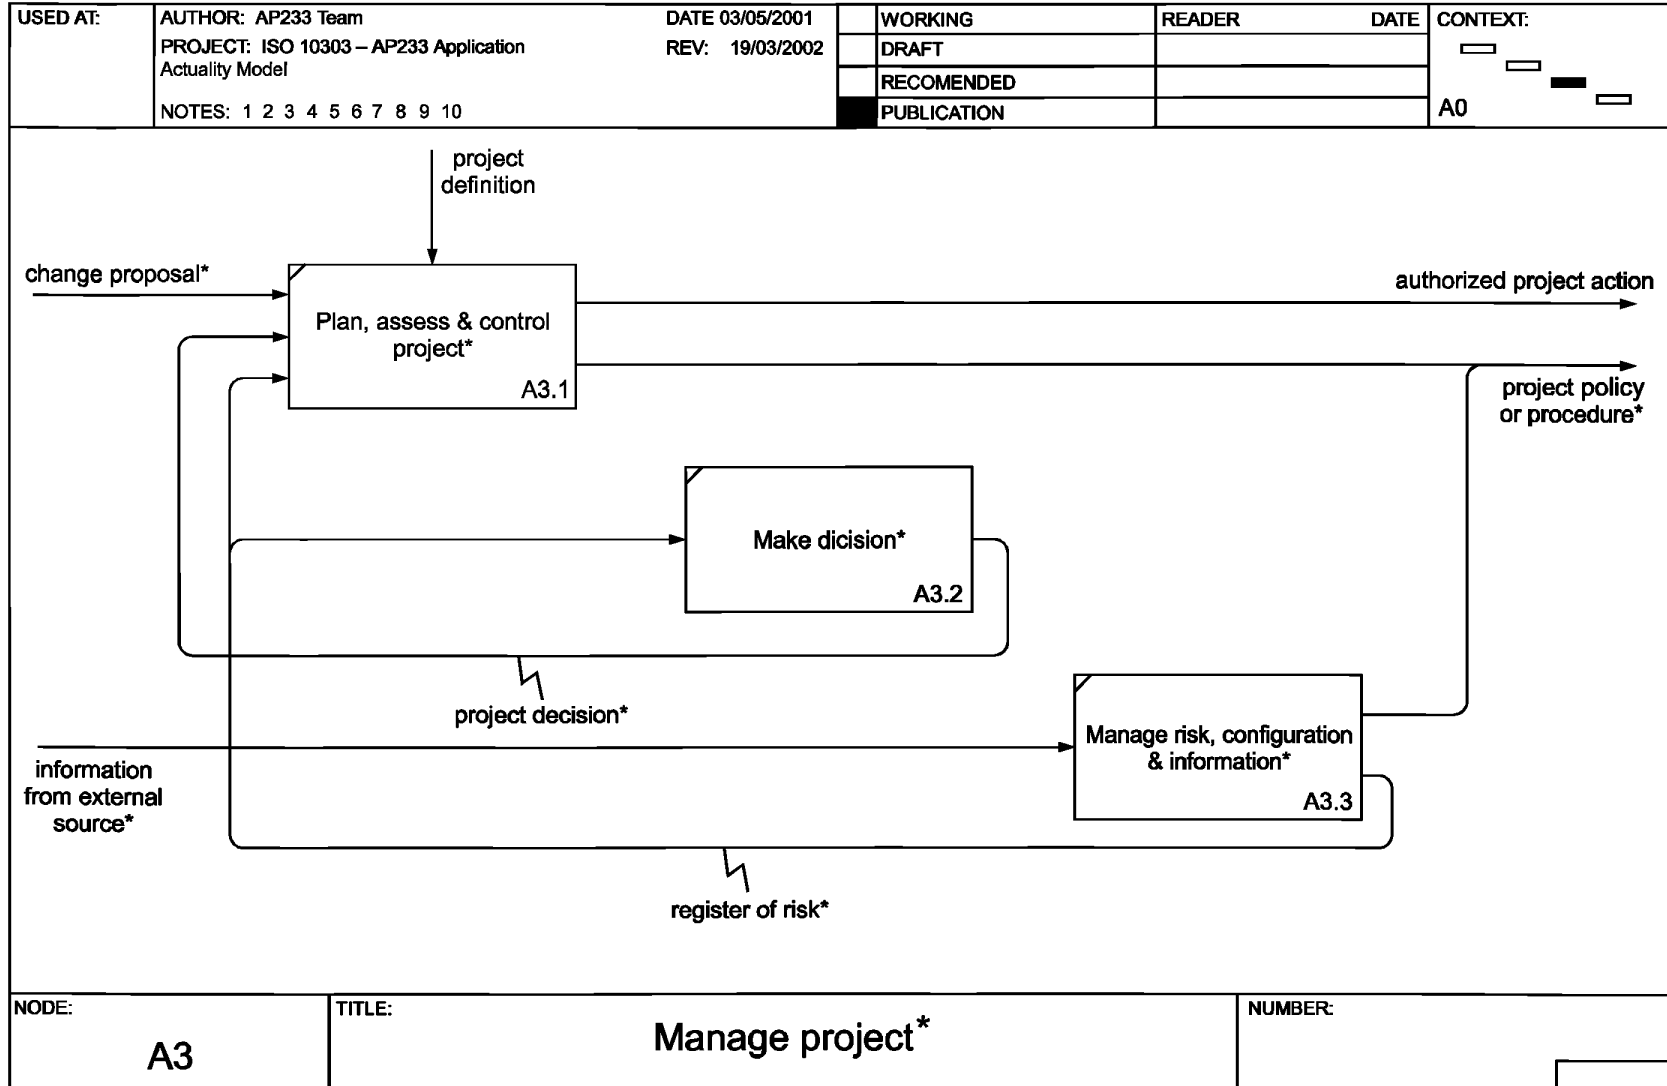 USED AT:
AUTHOR: AP233 Team
DATE 03/05/2001
PROJECT: ISO 10303 – AP233 Application
REV: 19/03/2002
Actuality Model
NOTES: 1 2 3 4 5 6 7 8 9 10
WORKING
DRAFT
RECOMENDED
PUBLICATION
READER
DATE
CONTEXT:
A0
project
definition
change proposal*
authorized project action
Plan, assess & control
project*
A3.1
project policy
or procedure*
Make dicision*
A3.2
project decision*
Manage risk, configuration
& information*
A3.3
information
from external
source*
register of risk*
NODE:
A3
TITLE:
Manage project*
NUMBER: